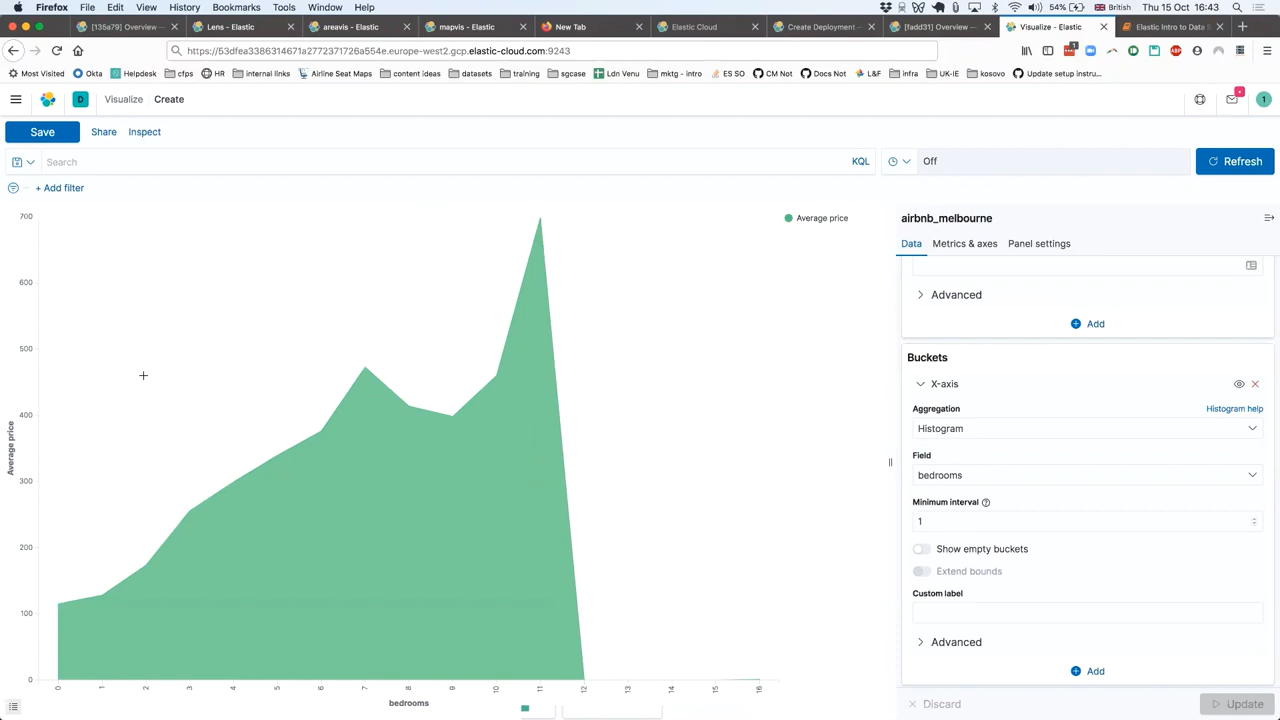 Firefox File Edit View History Bookmarks Tools Window Help 54% British Thu 15 Oct 16:43
[135a79] Overview — Lens - Elastic areavis - Elastic mapvis - Elastic New Tab Elastic Cloud Create Deployment — [fadd31] Overview — Visualize - Elastic Elastic Intro to Data S
https://53dfea3386314671a2772371726a554e.europe-west2.gcp.elastic-cloud.com:9243
Most Visited Okta Helpdesk cfps HR internal links Airline Seat Maps content ideas datasets training sgcase Ldn Venu mktg - intro ES SO CM Not Docs Not L&F infra UK-IE kosovo Update setup instruc...
D Visualize Create 1
Save Share Inspect
Search KQL Off Refresh
+ Add filter
airbnb_melbourne
Average price
Data Metrics & axes Panel settings
Advanced
Add
Buckets
X-axis
Aggregation Histogram help
Histogram
Field
bedrooms
Minimum interval
1
Show empty buckets
Extend bounds
Custom label
Advanced
Add
Discard Update
700
600
500
400
300
200
100
0
Average price
0 1 2 3 4 5 6 7 8 9 10 11 12 13 14 15 16
bedrooms